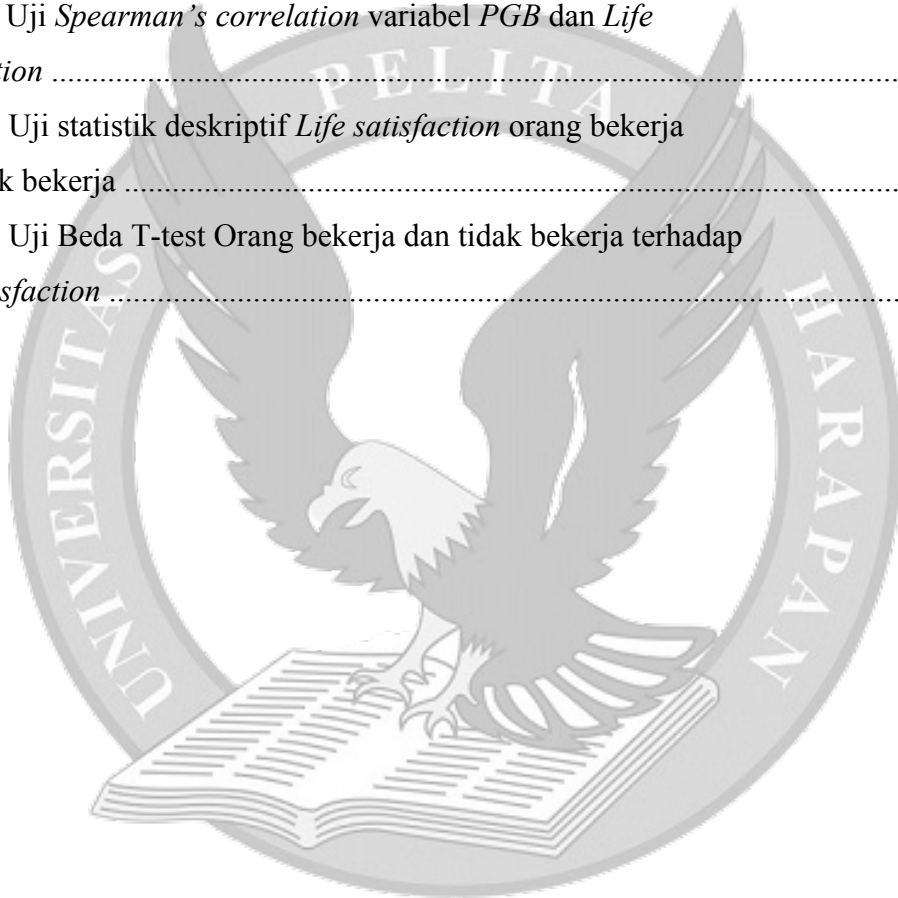 Uji Spearman’s correlation variabel PGB dan Life
tion ........................................................................................................
Uji statistik deskriptif Life satisfaction orang bekerja
k bekerja ...............................................................................................
Uji Beda T-test Orang bekerja dan tidak bekerja terhadap
sfaction .................................................................................................
UNIVERSITAS PELITA HARAPAN